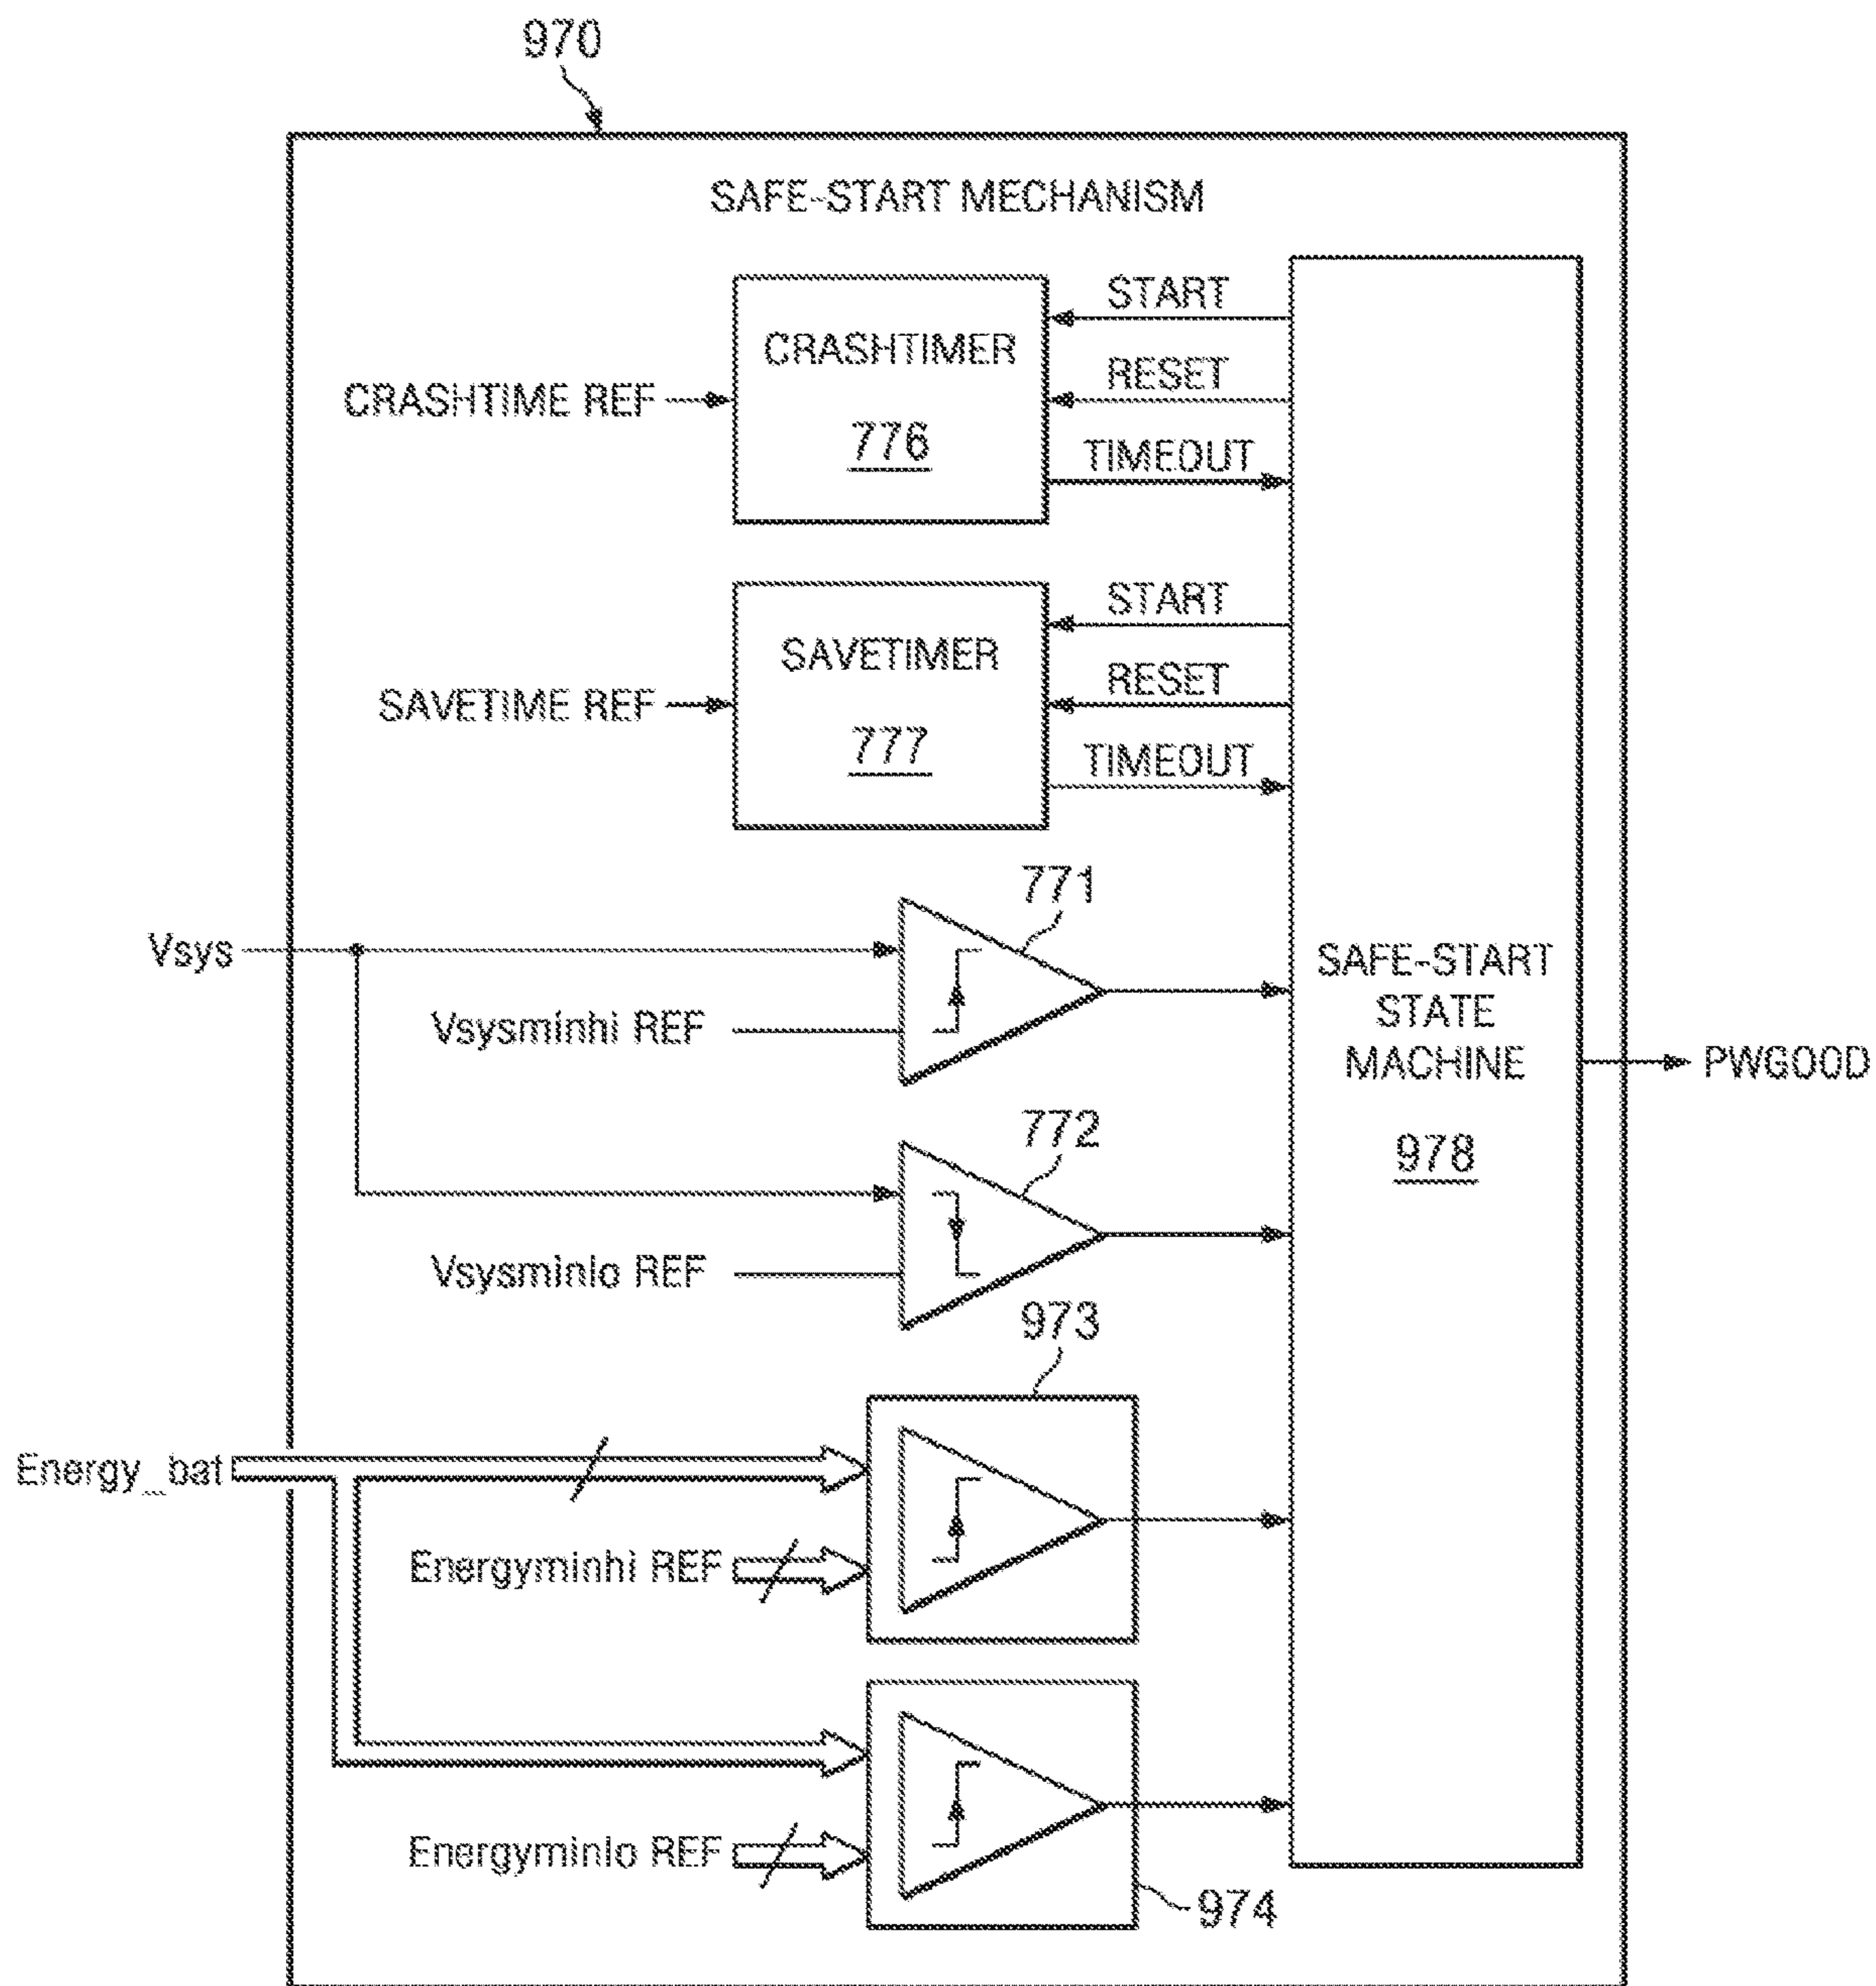 970
SAFE-START MECHANISM
START
CRASHTIMER
RESET
CRASHTIME REF
776
TIMEOUT
START
SAVETIMER
RESET
SAVETIME REF
777
TIMEOUT
771
Vsys
SAFE-START
STATE
MACHINE
978
Vsysminhi REF
PWGOOD
772
Vsysminlo REF
973
Energy_bat
Energyminhi REF
Energyminlo REF
974